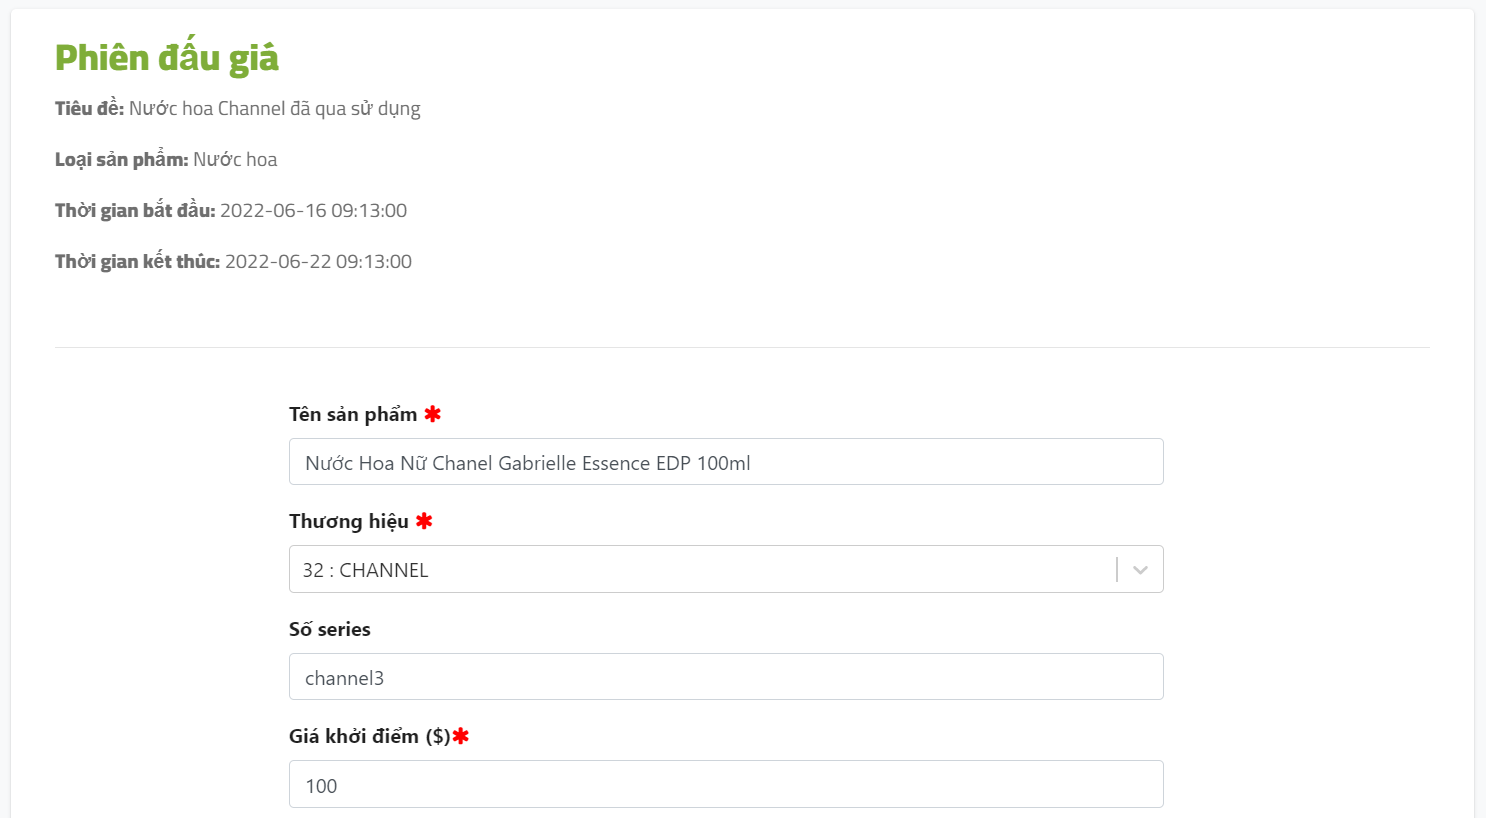 Phiên đấu giá
Tiêu đề: Nước hoa Channel đã qua sử dụng
Loại sản phẩm: Nước hoa
Thời gian bắt đầu: 2022-06-16 09:13:00
Thời gian kết thúc: 2022-06-22 09:13:00
Tên sản phẩm ✱
Nước Hoa Nữ Chanel Gabrielle Essence EDP 100ml
Thương hiệu ✱
32 : CHANNEL
Số series
channel3
Giá khởi điểm ($)✱
100